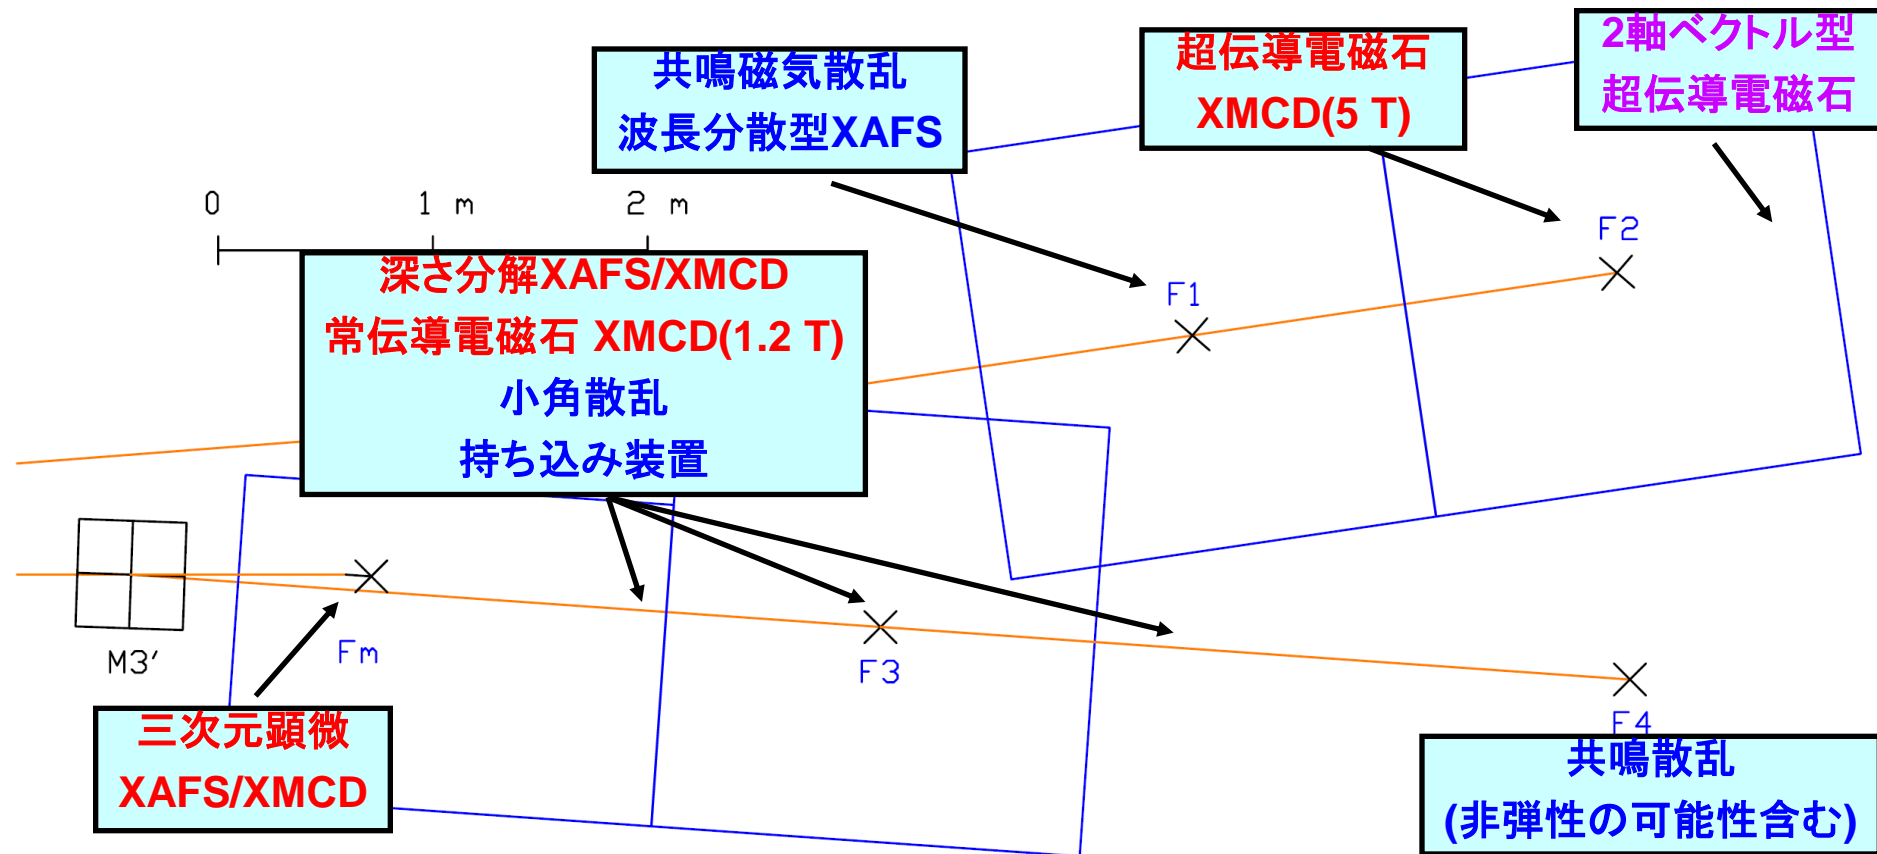 2軸ベクトル型
超伝導電磁石
超伝導電磁石
XMCD(5 T)
共鳴磁気散乱
波長分散型XAFS
0 1 m 2 m
F2
F1
深さ分解XAFS/XMCD
常伝導電磁石 XMCD(1.2 T)
小角散乱
持ち込み装置
M3′
Fm
F3
F4
三次元顕微
XAFS/XMCD
共鳴散乱
(非弾性の可能性含む)